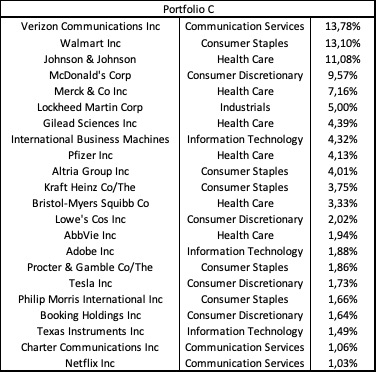 Portfolio C
Verizon Communications Inc Communication Services 13,78%
Walmart Inc Consumer Staples 13,10%
Johnson & Johnson Health Care 11,08%
McDonald's Corp Consumer Discretionary 9,57%
Merck & Co Inc Health Care 7,16%
Lockheed Martin Corp Industrials 5,00%
Gilead Sciences Inc Health Care 4,39%
International Business Machines Information Technology 4,32%
Pfizer Inc Health Care 4,13%
Altria Group Inc Consumer Staples 4,01%
Kraft Heinz Co/The Consumer Staples 3,75%
Bristol-Myers Squibb Co Health Care 3,33%
Lowe's Cos Inc Consumer Discretionary 2,02%
AbbVie Inc Health Care 1,94%
Adobe Inc Information Technology 1,88%
Procter & Gamble Co/The Consumer Staples 1,86%
Tesla Inc Consumer Discretionary 1,73%
Philip Morris International Inc Consumer Staples 1,66%
Booking Holdings Inc Consumer Discretionary 1,64%
Texas Instruments Inc Information Technology 1,49%
Charter Communications Inc Communication Services 1,06%
Netflix Inc Communication Services 1,03%